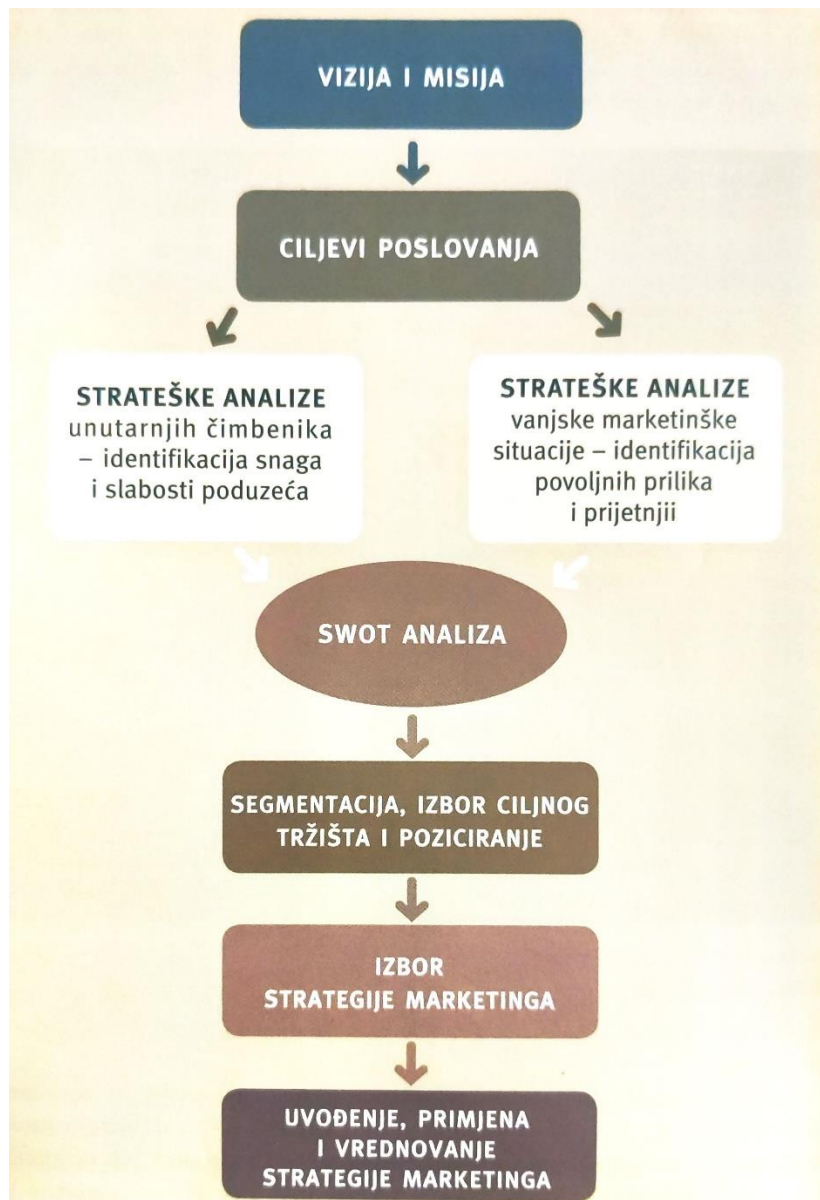 VIZIJA I MISIJA
CILJEVI POSLOVANJA
STRATEŠKE ANALIZE
unutarnjih čimbenika
– identifikacija snaga
i slabosti poduzeća
STRATEŠKE ANALIZE
vanjske marketinške
situacije – identifikacija
povoljnih prilika
i prijetnjii
SWOT ANALIZA
SEGMENTACIJA, IZBOR CILJNOG
TRŽIŠTA I POZICIRANJE
IZBOR
STRATEGIJE MARKETINGA
UVOĐENJE, PRIMJENA
I VREDNOVANJE
STRATEGIJE MARKETINGA